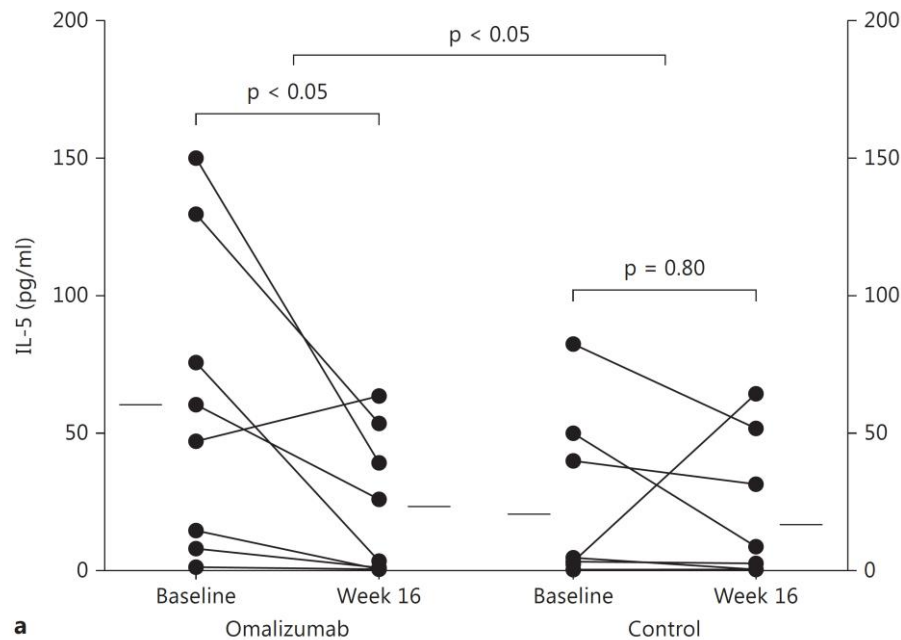 200
200
p < 0.05
p < 0.05
150
150
IL-5 (pg/ml)
100
100
p = 0.80
50
50
0
0
Baseline
Week 16
Baseline
Week 16
a
Omalizumab
Control